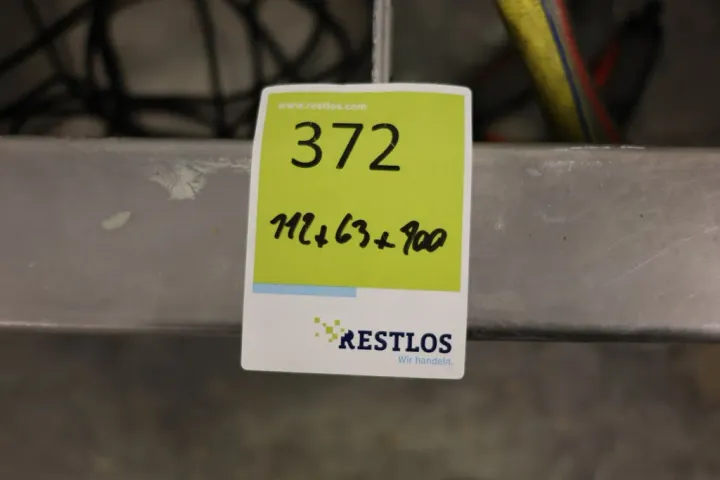 www.restlos.com
372
112+63+900
RESTLOS
Wir handeln.